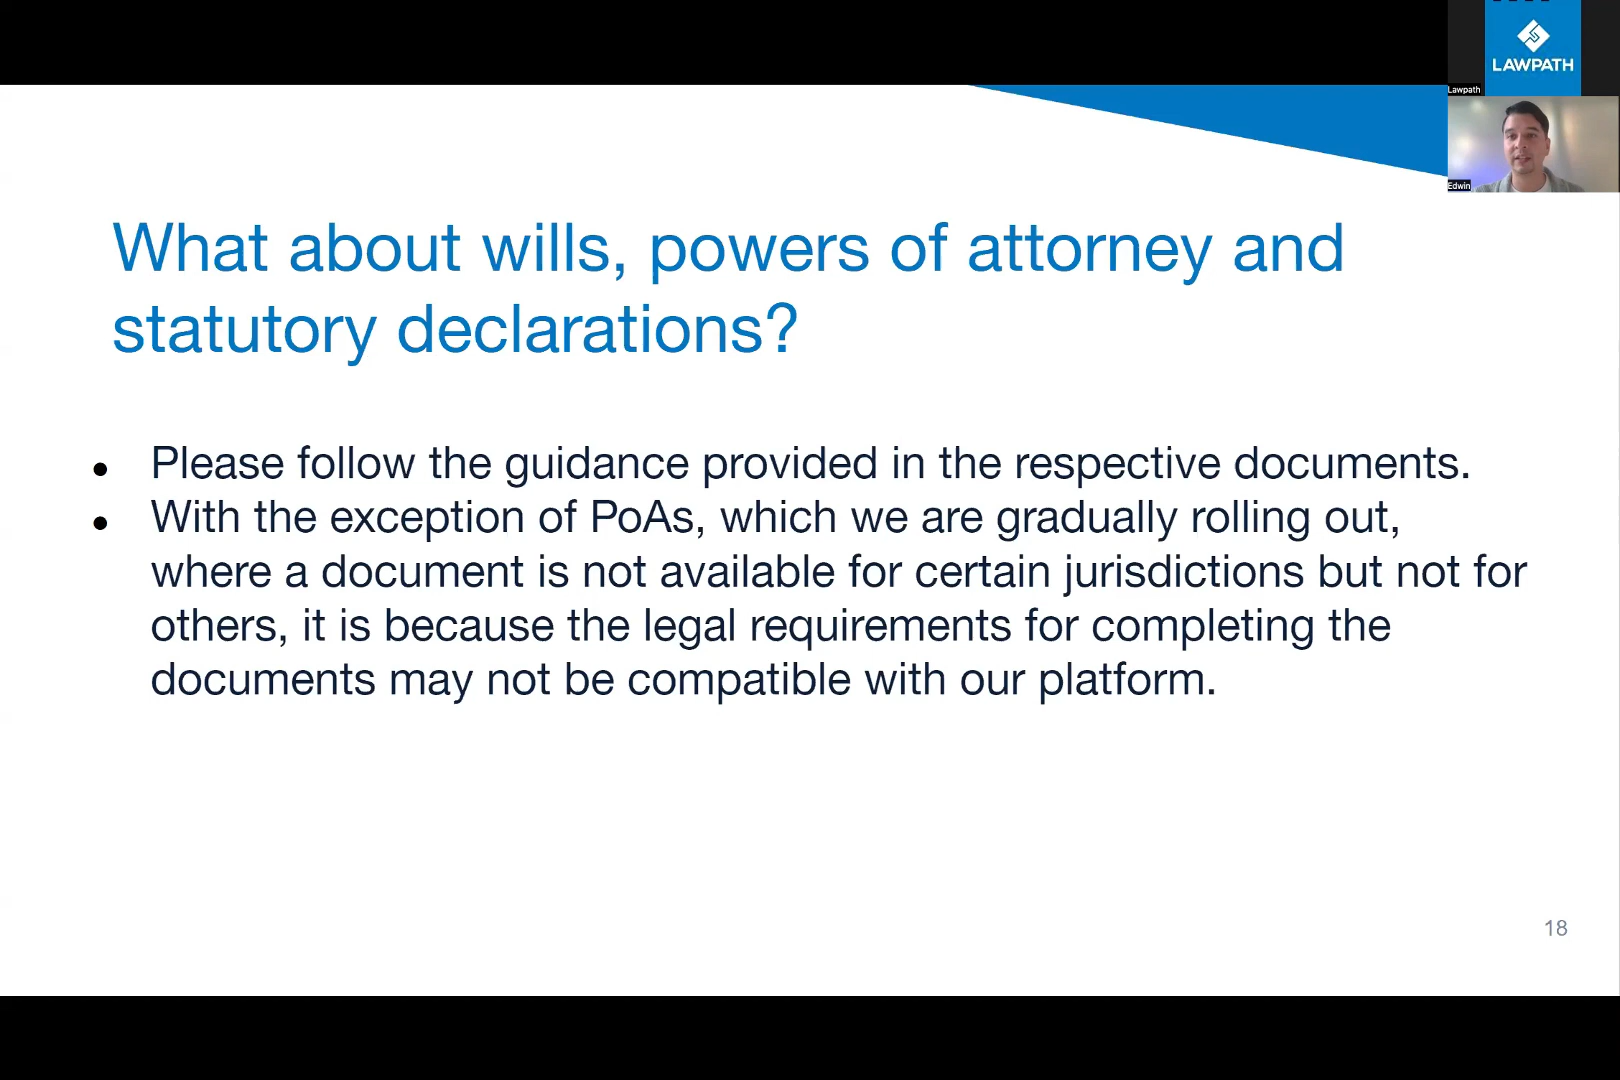 LAWPATH
Lawpath
Edwin
What about wills, powers of attorney and
statutory declarations?
● Please follow the guidance provided in the respective documents.
● With the exception of PoAs, which we are gradually rolling out,
where a document is not available for certain jurisdictions but not for
others, it is because the legal requirements for completing the
documents may not be compatible with our platform.
18